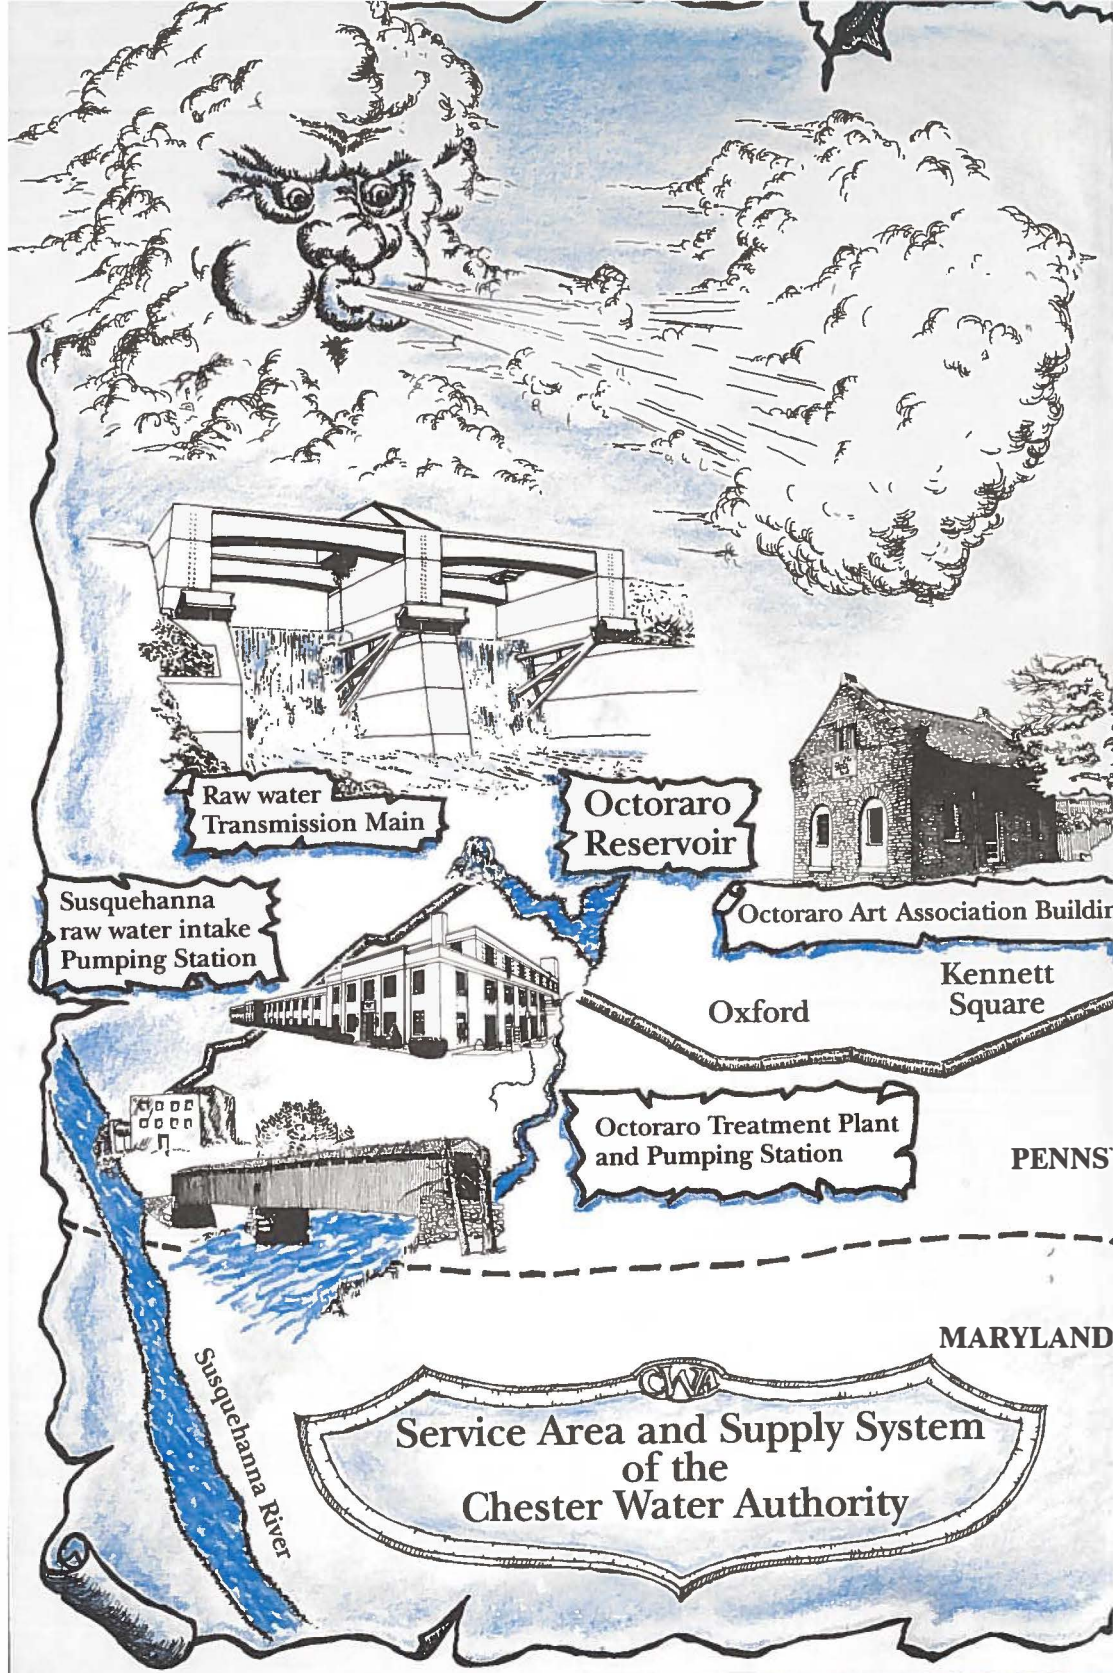 Raw water
Transmission Main
Octoraro
Reservoir
Susquehanna
raw water intake
Pumping Station
Octoraro Art Association Buildin
Kennett
Square
Oxford
Octoraro Treatment Plant
and Pumping Station
PENNS
MARYLAND
Susquehanna River
CWA
Service Area and Supply System
of the
Chester Water Authority